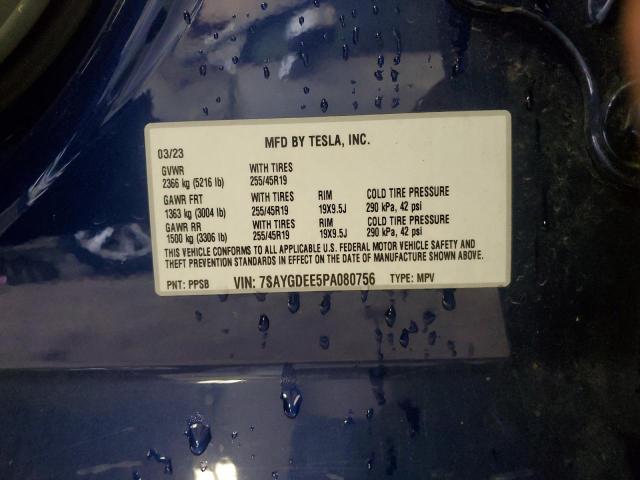 MFD BY TESLA, INC.
03/23
GVWR WITH TIRES
2366 kg (5216 lb) 255/45R19
GAWR FRT WITH TIRES RIM COLD TIRE PRESSURE
1363 kg (3004 lb) 255/45R19 19X9.5J 290 kPa, 42 psi
GAWR RR WITH TIRES RIM COLD TIRE PRESSURE
1500 kg (3306 lb) 255/45R19 19X9.5J 290 kPa, 42 psi
THIS VEHICLE CONFORMS TO ALL APPLICABLE U.S. FEDERAL MOTOR VEHICLE SAFETY AND
THEFT PREVENTION STANDARDS IN EFFECT ON THE DATE OF MANUFACTURE SHOWN ABOVE.
PNT: PPSB VIN: 7SAYGDEE5PA080756 TYPE: MPV